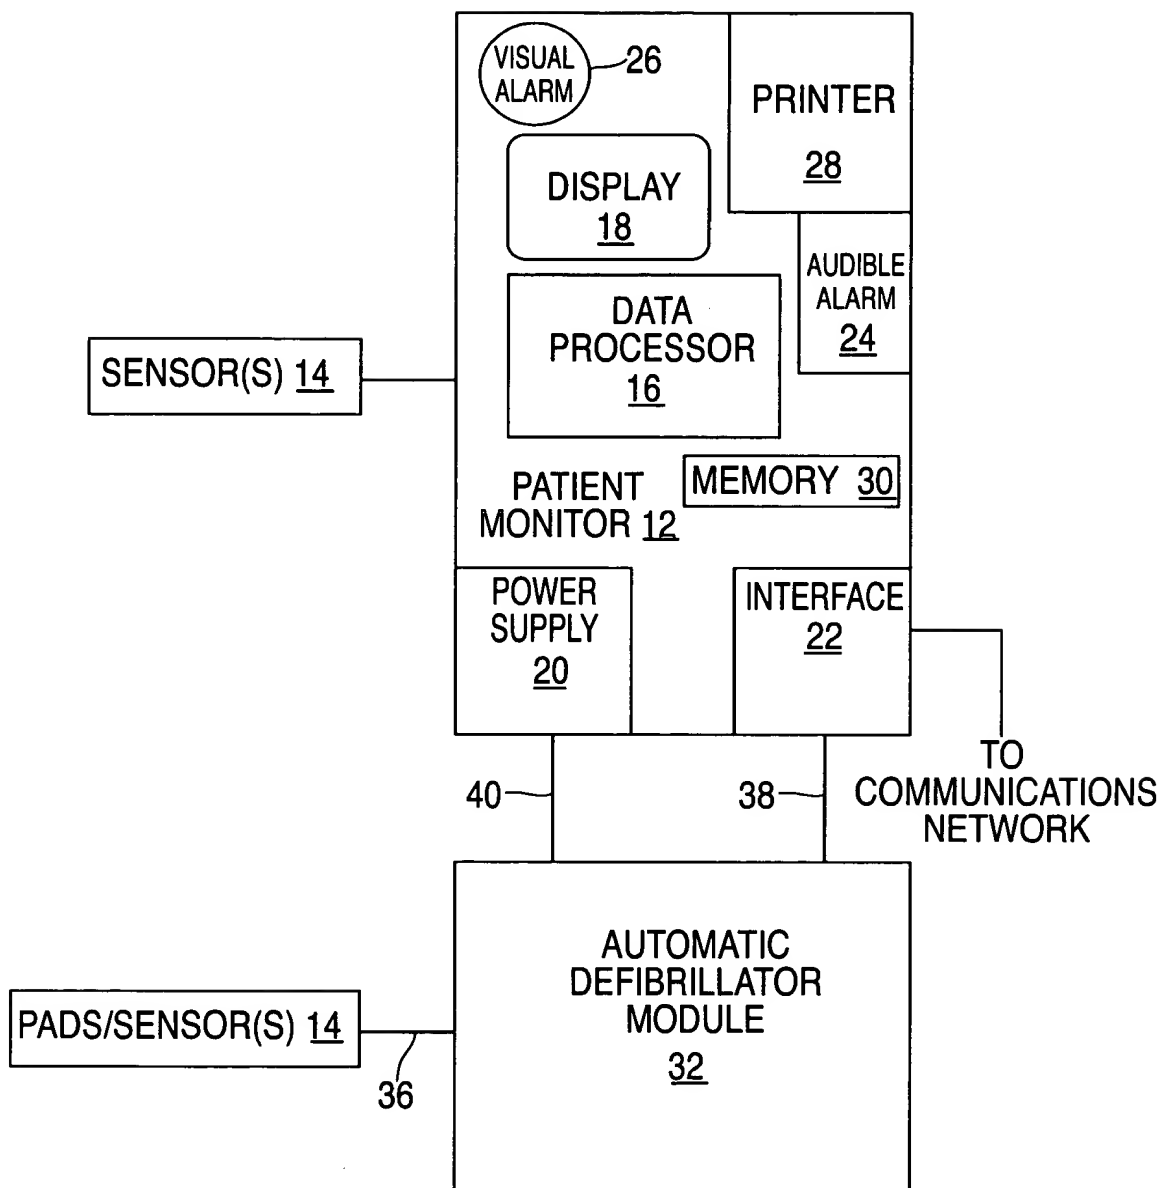 VISUAL
ALARM
26
PRINTER
28
DISPLAY
18
AUDIBLE
ALARM
24
DATA
PROCESSOR
16
SENSOR(S) 14
MEMORY 30
PATIENT
MONITOR 12
POWER
SUPPLY
20
INTERFACE
22
TO
COMMUNICATIONS
NETWORK
40
38
AUTOMATIC
DEFIBRILLATOR
MODULE
32
PADS/SENSOR(S) 14
36